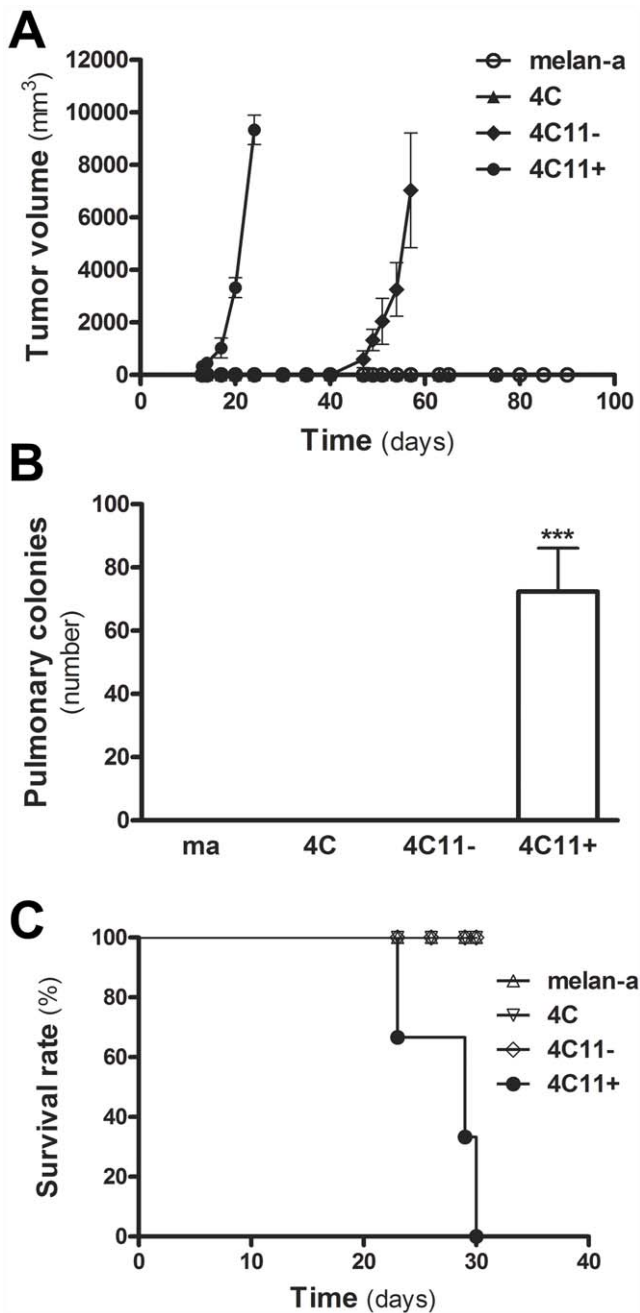 A
12000
10000
8000
6000
4000
2000
0
Tumor volume (mm³)
0 20 40 60 80 100
Time (days)
melan-a
4C
4C11-
4C11+
B
100
80
60
40
20
0
Pulmonary colonies
(number)
***
ma 4C 4C11- 4C11+
C
100
80
60
40
20
0
Survival rate (%)
0 10 20 30 40
Time (days)
melan-a
4C
4C11-
4C11+